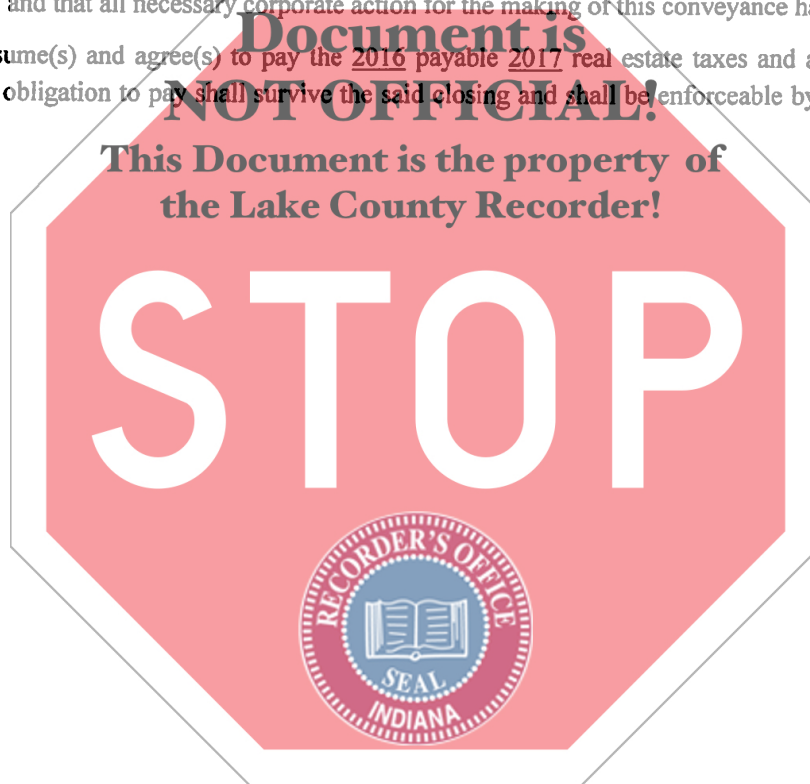 and that all necessary corporate action for the making of this conveyance
Document is
sume(s) and agree(s) to pay the 2016 payable 2017 real estate taxes and
NOT OFFICIAL!
obligation to pay shall survive the said closing and shall be enforceable by
This Document is the property of
the Lake County Recorder!
STOP
RECORDER'S OFFICE
SEAL
INDIANA